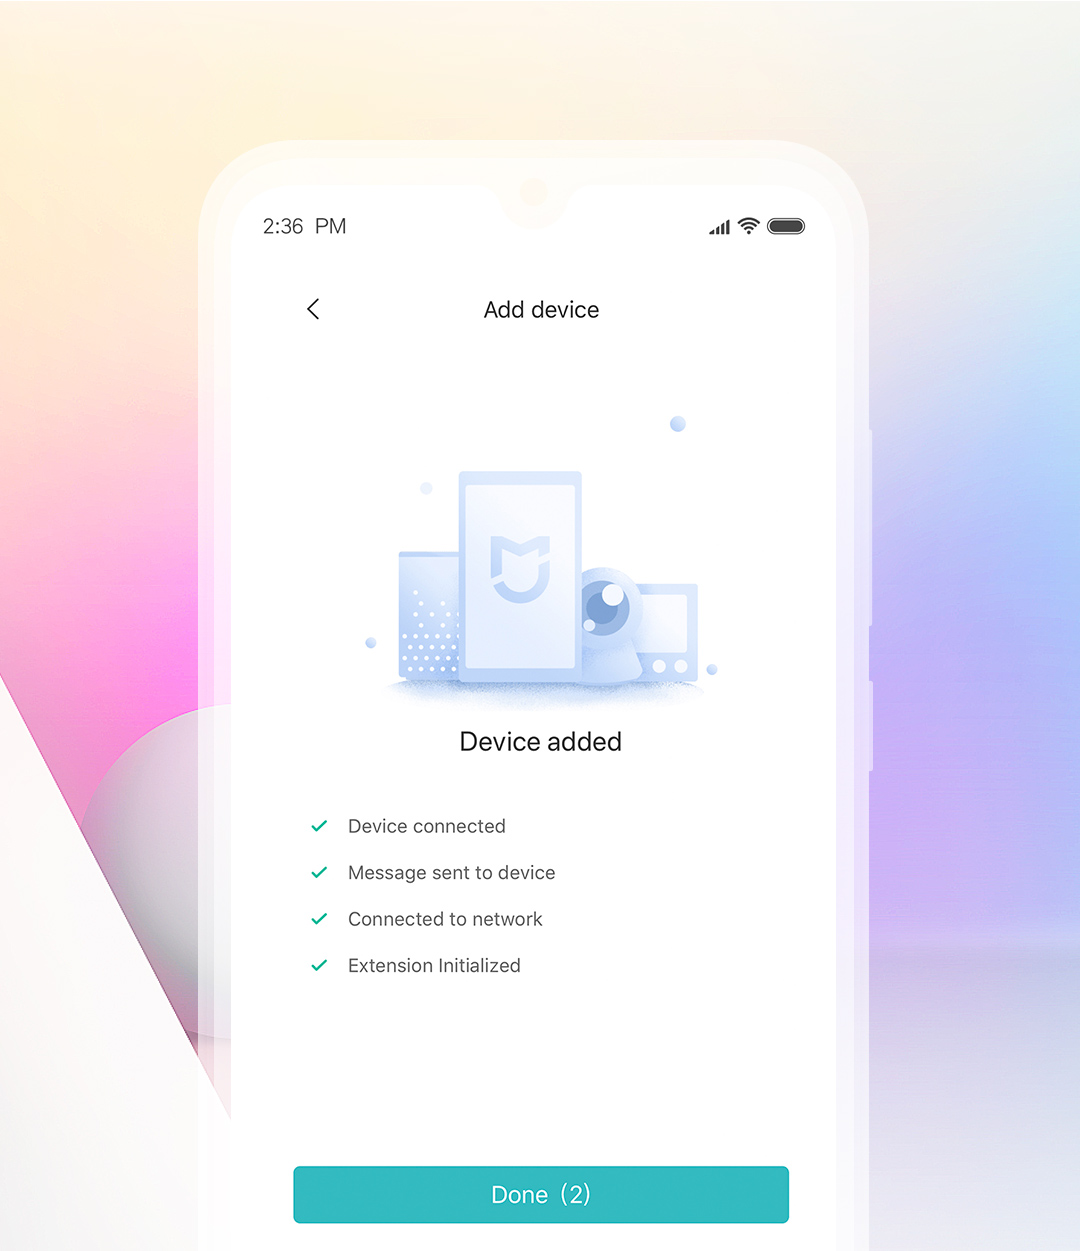 2:36 PM
Add device
Device added
Device connected
Message sent to device
Connected to network
Extension Initialized
Done (2)